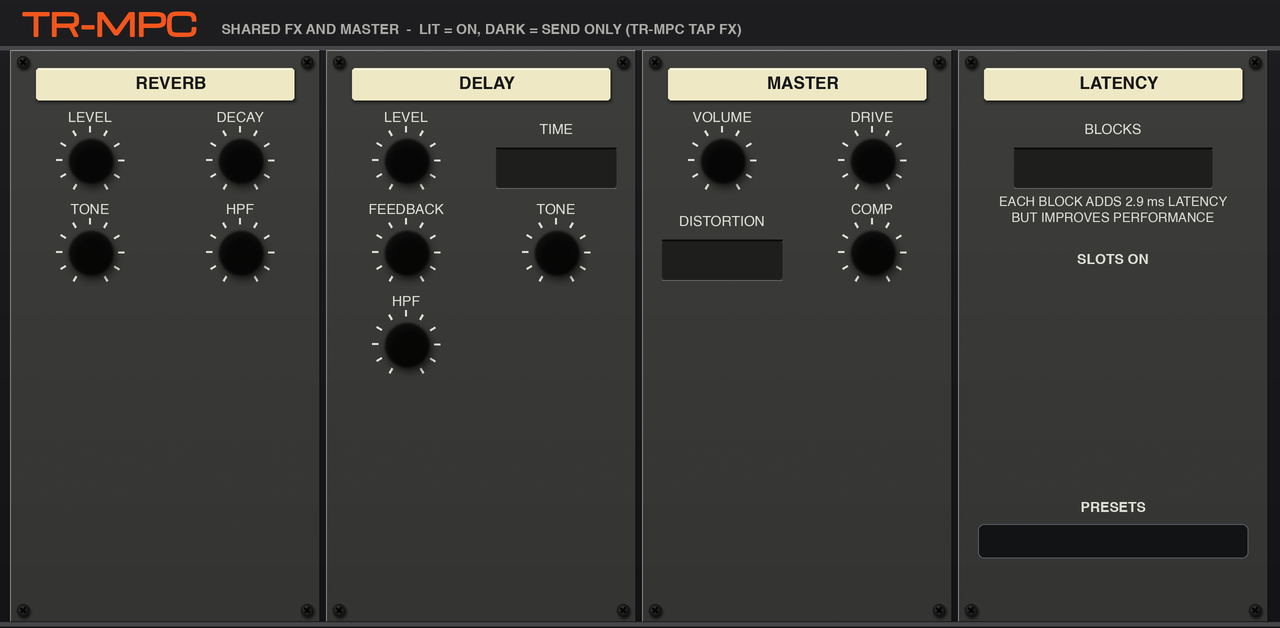 TR-MPC
SHARED FX AND MASTER - LIT = ON, DARK = SEND ONLY (TR-MPC TAP FX)
REVERB
LEVEL
DECAY
TONE
HPF
DELAY
LEVEL
TIME
FEEDBACK
TONE
HPF
MASTER
VOLUME
DRIVE
DISTORTION
COMP
LATENCY
BLOCKS
EACH BLOCK ADDS 2.9 ms LATENCY
BUT IMPROVES PERFORMANCE
SLOTS ON
PRESETS